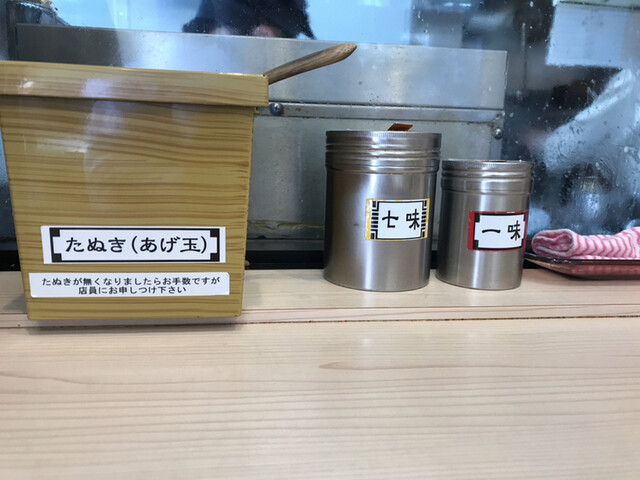 たぬき(あげ玉)
たぬきが無くなりましたらお手数ですが
店員にお申しつけ下さい
七味
一味